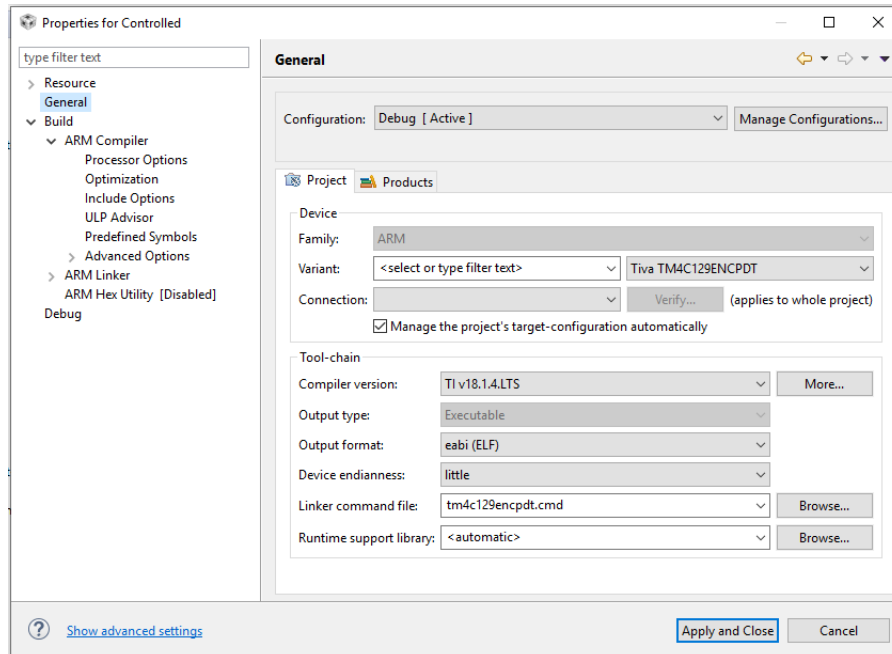 Properties for Controlled
type filter text
General
Resource
General
Build
ARM Compiler
Processor Options
Optimization
Include Options
ULP Advisor
Predefined Symbols
Advanced Options
ARM Linker
ARM Hex Utility [Disabled]
Debug
Configuration: Debug [ Active ] Manage Configurations...
Project Products
Device
Family: ARM
Variant: <select or type filter text> Tiva TM4C129ENCPDT
Connection: Verify... (applies to whole project)
Manage the project's target-configuration automatically
Tool-chain
Compiler version: TI v18.1.4.LTS More...
Output type: Executable
Output format: eabi (ELF)
Device endianness: little
Linker command file: tm4c129encpdt.cmd Browse...
Runtime support library: <automatic> Browse...
? Show advanced settings Apply and Close Cancel